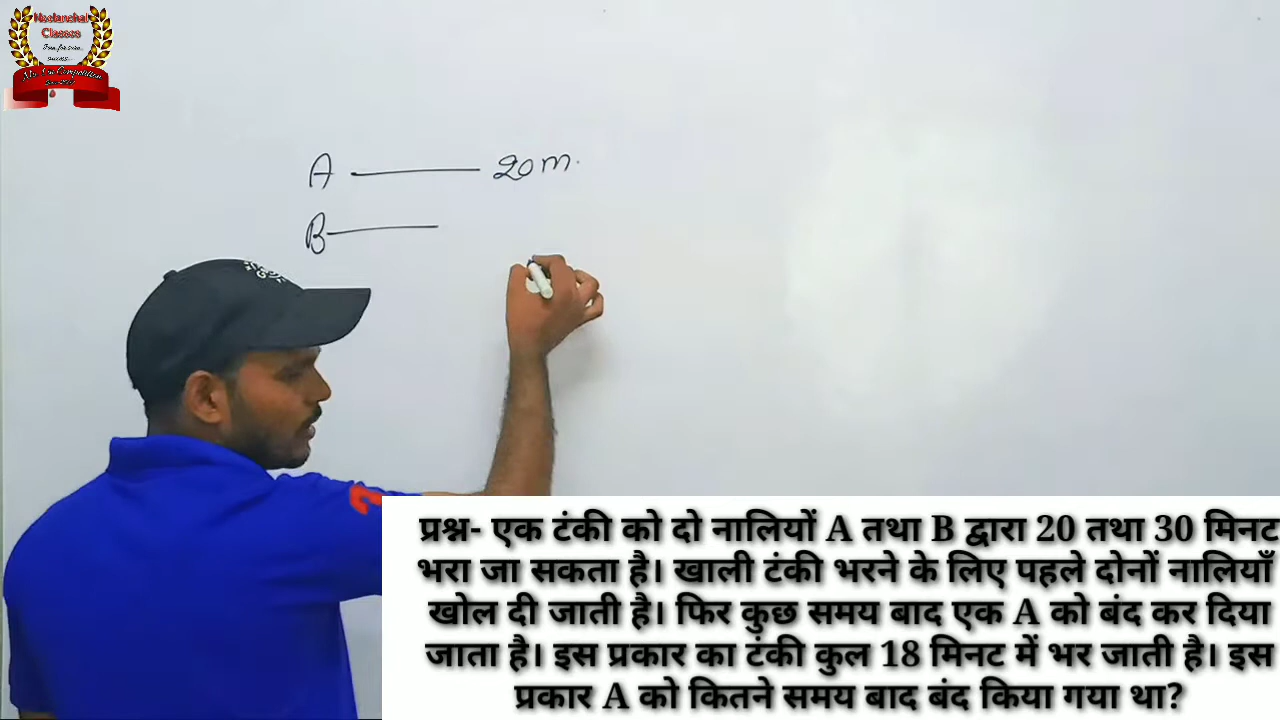 Neelanchal
Classes
A 20 m.
B
प्रश्न- एक टंकी को दो नालियों A तथा B द्वारा 20 तथा 30 मिनट
भरा जा सकता है। खाली टंकी भरने के लिए पहले दोनों नालियाँ
खोल दी जाती है। फिर कुछ समय बाद एक A को बंद कर दिया
जाता है। इस प्रकार का टंकी कुल 18 मिनट में भर जाती है। इस
प्रकार A को कितने समय बाद बंद किया गया था?